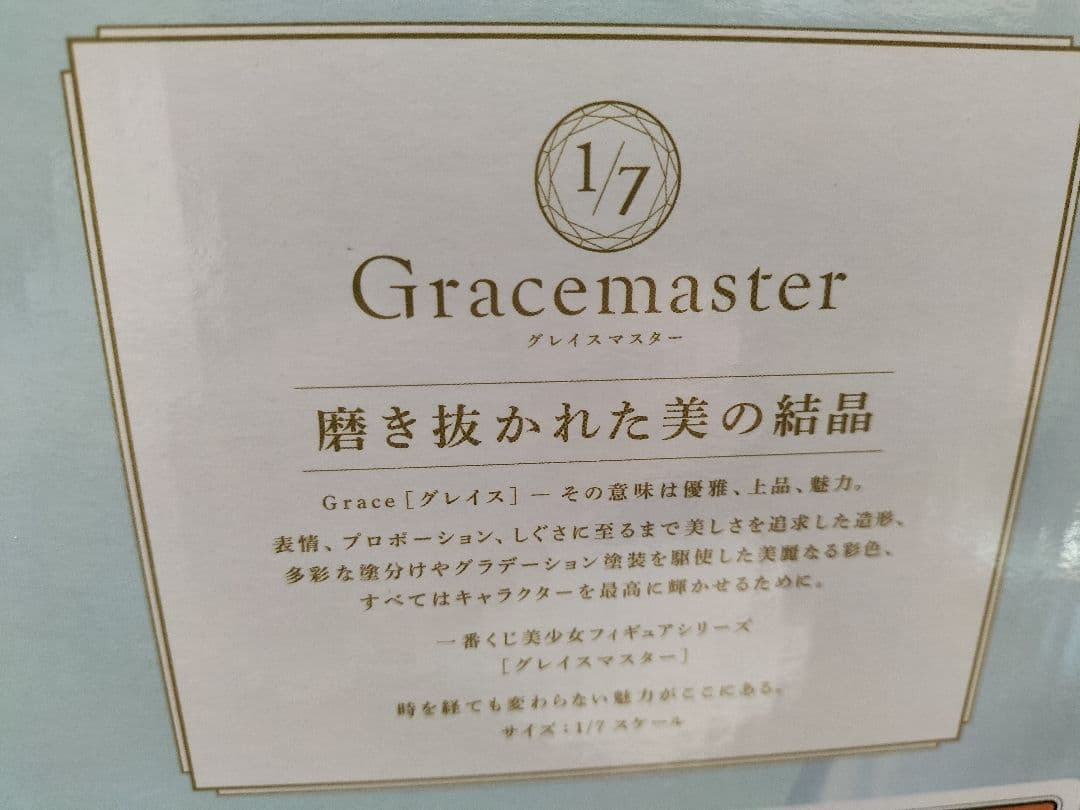 1/7
Gracemaster
グレイスマスター
磨き抜かれた美の結晶
Grace［グレイス］― その意味は優雅、上品、魅力。
表情、プロポーション、しぐさに至るまで美しさを追求した造形、
多彩な塗分けやグラデーション塗装を駆使した美麗なる彩色、
すべてはキャラクターを最高に輝かせるために。
一番くじ美少女フィギュアシリーズ
［グレイスマスター］
時を経ても変わらない魅力がここにある。
サイズ：1/7 スケール